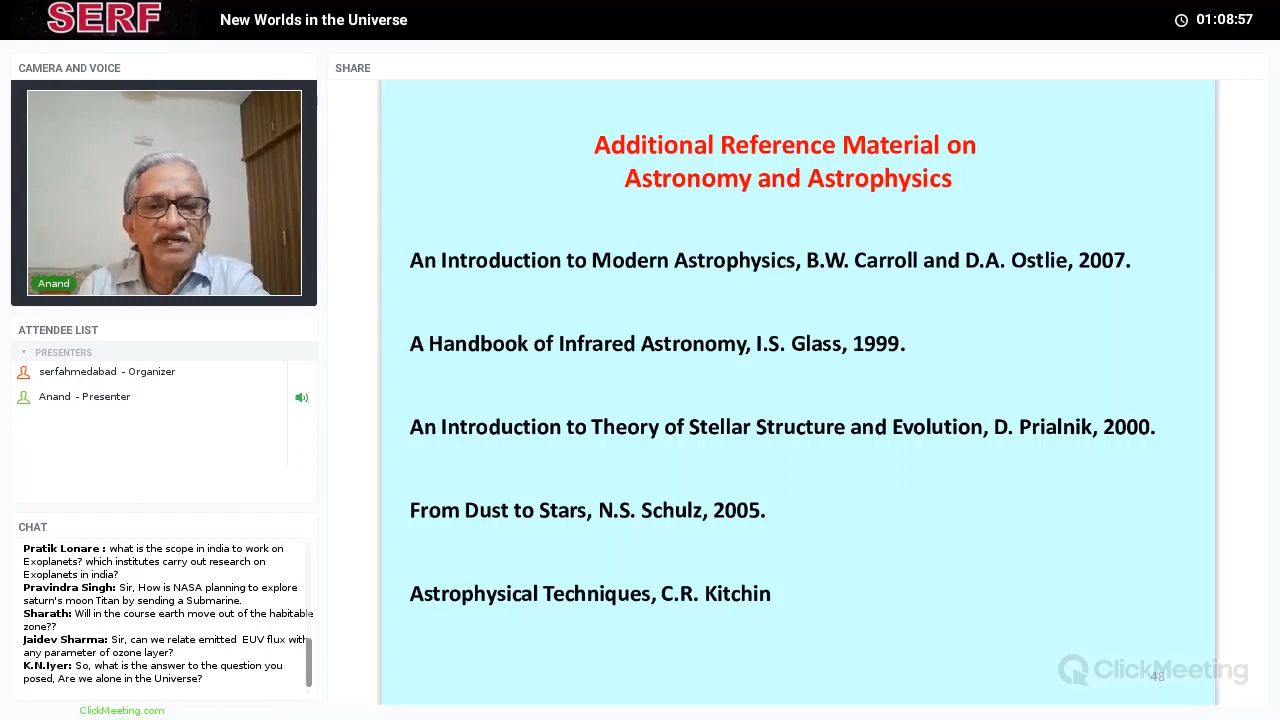 SERF
New Worlds in the Universe
01:08:57
CAMERA AND VOICE
Anand
ATTENDEE LIST
PRESENTERS
serfahmedabad - Organizer
Anand - Presenter
CHAT
Pratik Lonare : what is the scope in india to work on
Exoplanets? which institutes carry out research on
Exoplanets in india?
Pravindra Singh: Sir, How is NASA planning to explore
saturn's moon Titan by sending a Submarine.
Sharath: Will in the course earth move out of the habitable
zone??
Jaidev Sharma: Sir, can we relate emitted EUV flux with
any parameter of ozone layer?
K.N.Iyer: So, what is the answer to the question you
posed, Are we alone in the Universe?
ClickMeeting.com
SHARE
Additional Reference Material on
Astronomy and Astrophysics
An Introduction to Modern Astrophysics, B.W. Carroll and D.A. Ostlie, 2007.
A Handbook of Infrared Astronomy, I.S. Glass, 1999.
An Introduction to Theory of Stellar Structure and Evolution, D. Prialnik, 2000.
From Dust to Stars, N.S. Schulz, 2005.
Astrophysical Techniques, C.R. Kitchin
ClickMeeting
48